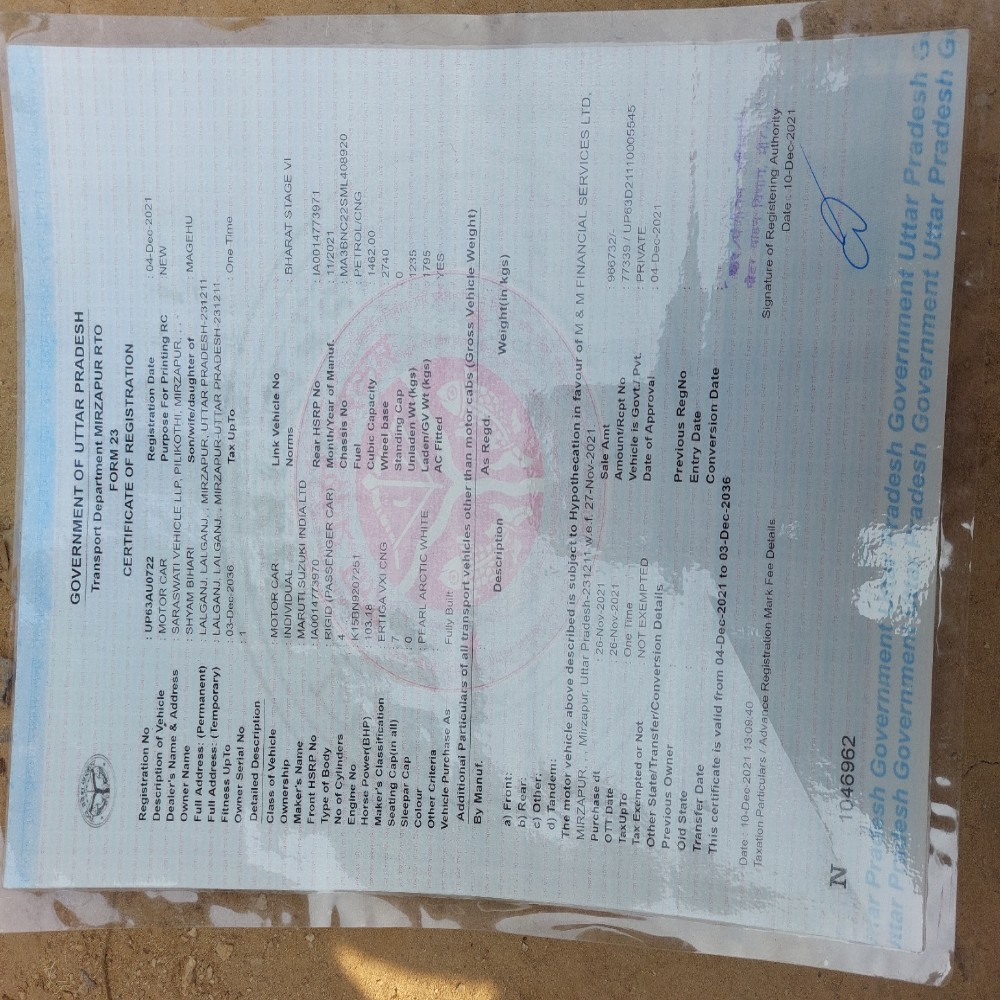 GOVERNMENT OF UTTAR PRADESH
Transport Department MIRZAPUR RTO
FORM 23
CERTIFICATE OF REGISTRATION
Registration No : UP63AU0722 Registration Date : 04-Dec-2021
Description of Vehicle : MOTOR CAR Purpose For Printing RC : NEW
Dealer's Name & Address : SARASWATI VEHICLE LLP, PILIKOTHI, MIRZAPUR, , -
Owner Name : SHYAM BIHARI Son/wife/daughter of : MAGEHU
Full Address: (Permanent) : LALGANJ, LALGANJ, , MIRZAPUR, UTTAR PRADESH-231211
Full Address: (Temporary) : LALGANJ, LALGANJ, , MIRZAPUR-UTTAR PRADESH-231211
Fitness UpTo : 03-Dec-2036 Tax UpTo : One Time
Owner Serial No : 1
Detailed Description
Class of Vehicle : MOTOR CAR Link Vehicle No
Ownership : INDIVIDUAL Norms : BHARAT STAGE VI
Maker's Name : MARUTI SUZUKI INDIA LTD
Front HSRP No : IA0014773970 Rear HSRP No : IA0014773971
Type of Body : RIGID (PASSENGER CAR) Month/Year of Manuf. : 11/2021
No of Cylinders : 4 Chassis No : MA3BNC22SML408920
Engine No : K15BN9207251 Fuel : PETROL/CNG
Horse Power(BHP) : 103.18 Cubic Capacity : 1462.00
Maker's Classification : ERTIGA VXI CNG Wheel base : 2740
Seating Cap(in all) : 7 Standing Cap : 0
Sleepar Cap : 0 Unladen Wt (kgs) : 1235
Colour : PEARL ARCTIC WHITE Laden/GV Wt (kgs) : 1795
Other Criteria : AC Fitted : YES
Vehicle Purchase As : Fully Built
Additional Particulars of all transport vehicles other than motor cabs (Gross Vehicle Weight)
By Manuf. As Regd.
Description Weight(in kgs)
a) Front:
b) Rear:
c) Other:
d) Tandem:
The motor vehicle above described is subject to Hypothecation in favour of M & M FINANCIAL SERVICES LTD,
MIRZAPUR, , Mirzapur, Uttar Pradesh-231211 w.e.f. 27-Nov-2021
Purchase dt : 26-Nov-2021 Sale Amt : 966732/-
OTT Date : 26-Nov-2021 Amount/Rcpt No : 77339 / UP63D21110005545
TaxUpTo : One Time Vehicle is Govt./ Pvt. : PRIVATE
Tax Exempted or Not : NOT EXEMPTED Date of Approval : 04-Dec-2021
Other State/Transfer/Conversion Details
Previous Owner Previous RegNo
Old State Entry Date
Transfer Date Conversion Date
This certificate is valid from 04-Dec-2021 to 03-Dec-2036
Date : 10-Dec-2021 13:09:40
Taxation Particulars / Advance Registration Mark Fee Details
Signature of Registering Authority
Date : 10-Dec-2021
N 1046962
Uttar Pradesh Government Uttar Pradesh Government Uttar Pradesh G
Uttar Pradesh Government Uttar Pradesh Government Uttar Pradesh G